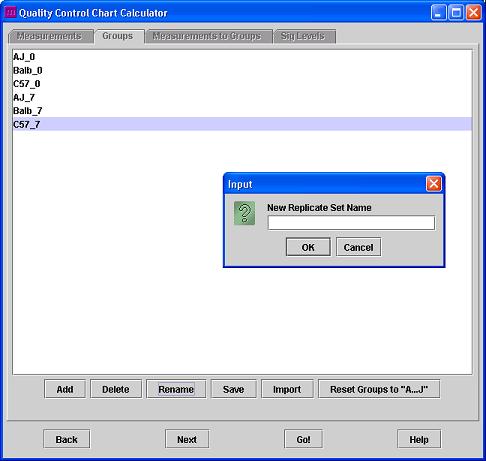 Quality Control Chart Calculator
Measurements Groups Measurements to Groups Sig Levels
AJ_0
Balb_0
C57_0
AJ_7
Balb_7
C57_7
Input
New Replicate Set Name
OK Cancel
Add Delete Rename Save Import Reset Groups to "A...J"
Back Next Go! Help